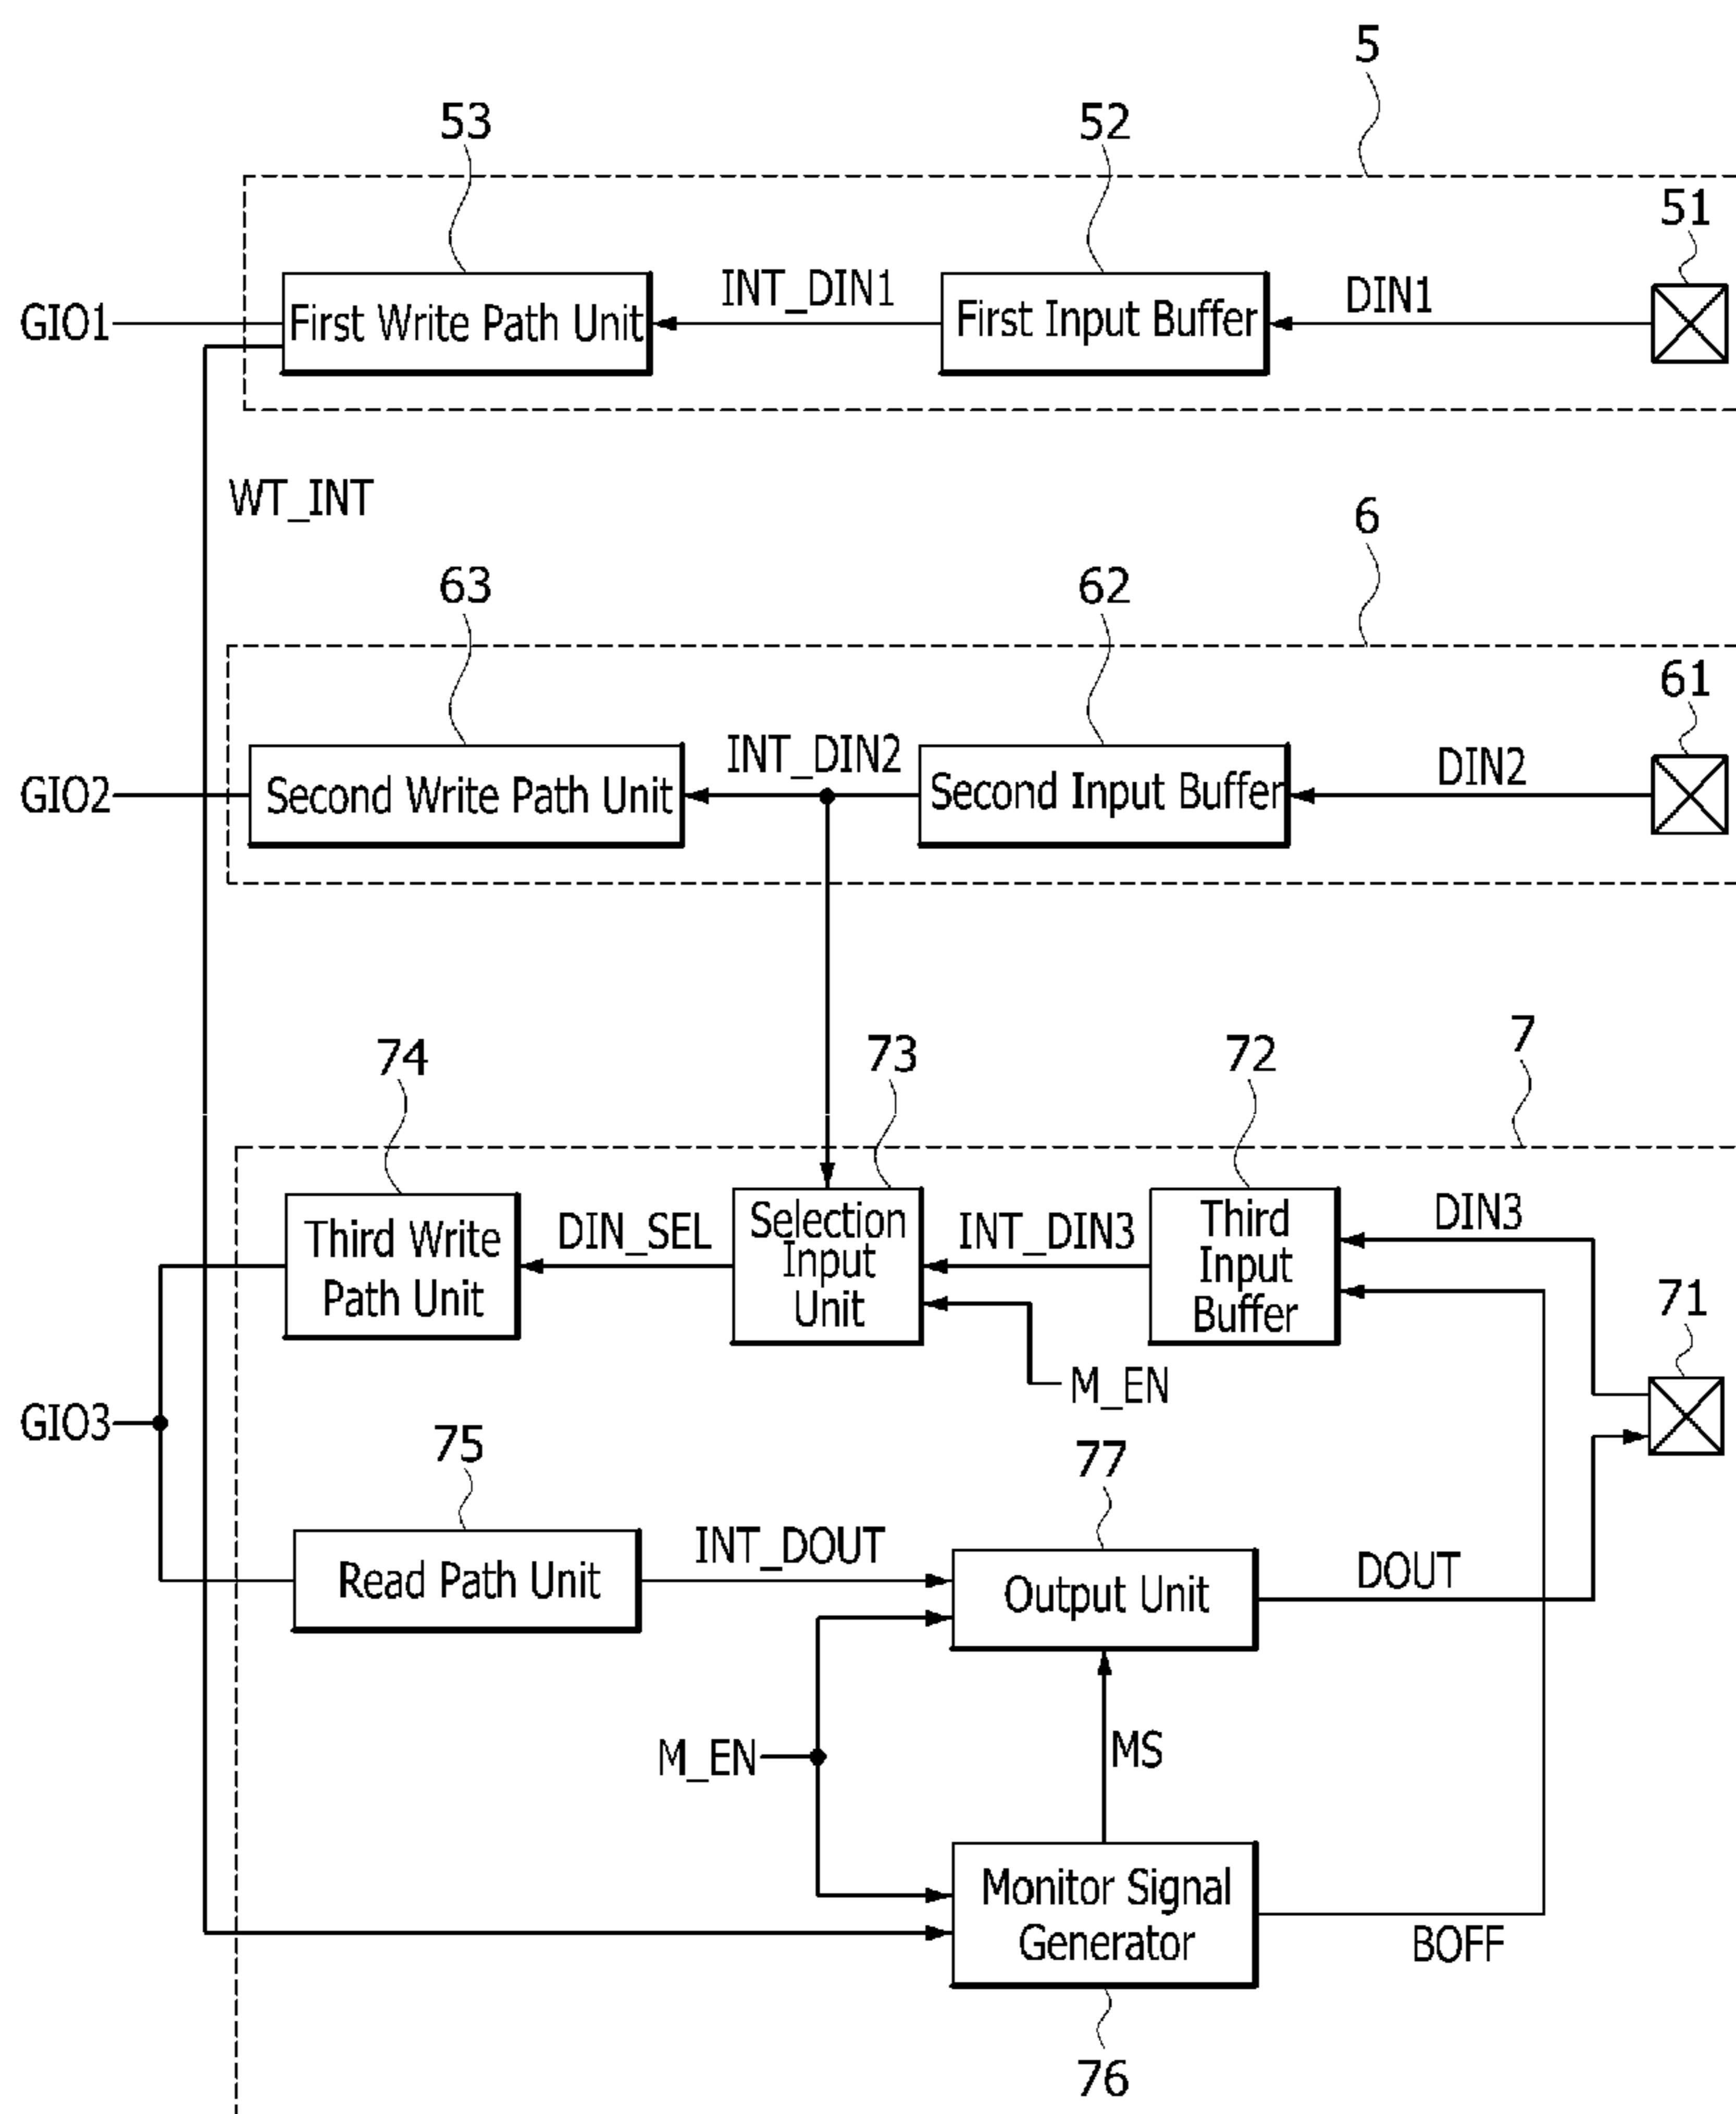 5
53
52
51
GIO1
First Write Path Unit
INT_DIN1
First Input Buffer
DIN1
WT_INT
6
63
62
61
GIO2
Second Write Path Unit
INT_DIN2
Second Input Buffer
DIN2
7
74
73
72
71
Third Write
Path Unit
DIN_SEL
Selection
Input
Unit
INT_DIN3
Third
Input
Buffer
DIN3
M_EN
GIO3
75
77
Read Path Unit
INT_DOUT
Output Unit
DOUT
M_EN
MS
Monitor Signal
Generator
BOFF
76